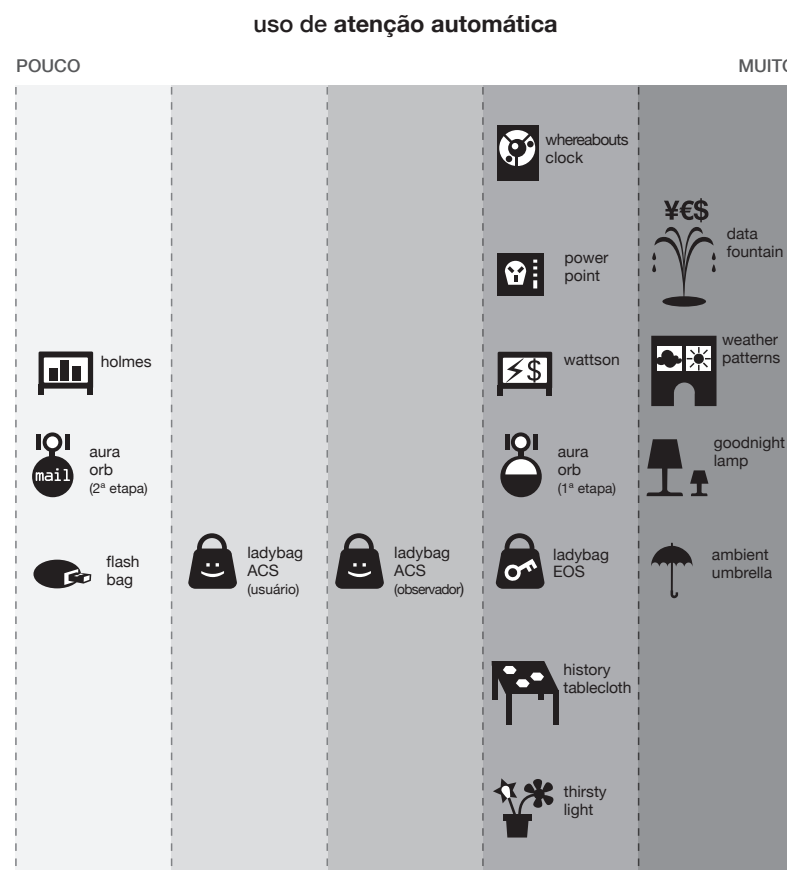 uso de atenção automática
POUCO
MUITO
whereabouts
clock
¥€$
data
fountain
power
point
weather
patterns
holmes
$
wattson
goodnight
lamp
aura
orb
(2ª etapa)
mail
aura
orb
(1ª etapa)
flash
bag
ladybag
ACS
(usuário)
ladybag
ACS
(observador)
ladybag
EOS
ambient
umbrella
history
tablecloth
thirsty
light